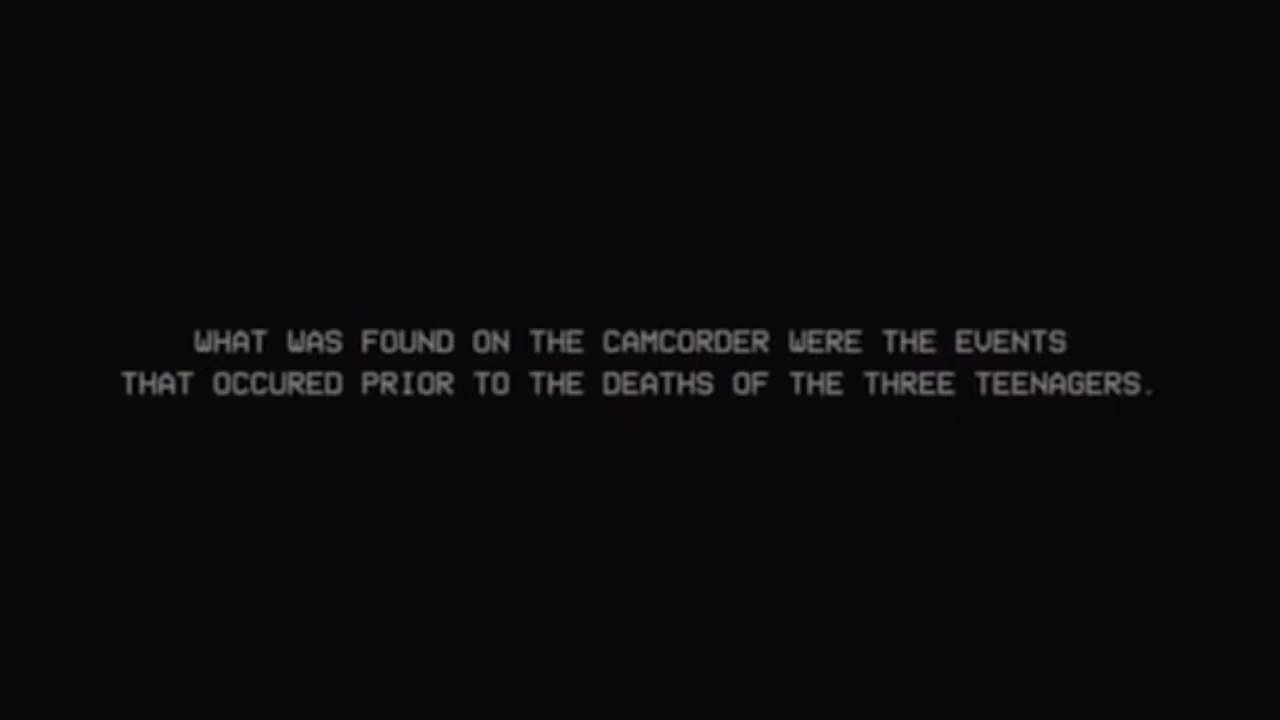 WHAT WAS FOUND ON THE CAMCORDER WERE THE EVENTS
THAT OCCURED PRIOR TO THE DEATHS OF THE THREE TEENAGERS.